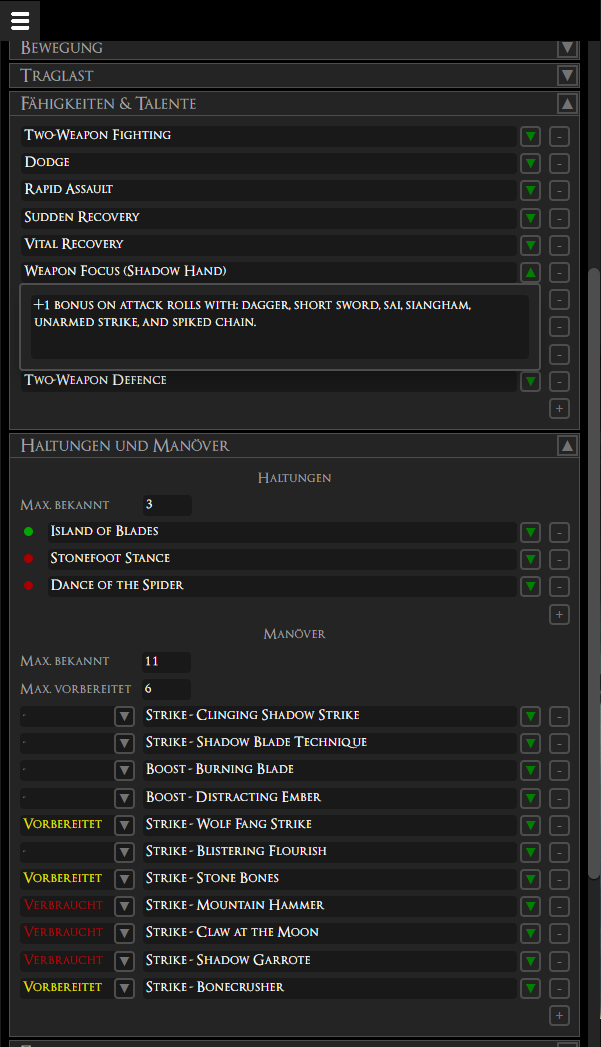 Bewegung
Traglast
Fähigkeiten & Talente
Two-Weapon Fighting
-
Dodge
-
Rapid Assault
-
Sudden Recovery
-
Vital Recovery
-
Weapon Focus (Shadow Hand)
-
+1 bonus on attack rolls with: dagger, short sword, sai, siangham,
unarmed strike, and spiked chain.
-
-
-
Two-Weapon Defence
-
+
Haltungen und Manöver
Haltungen
Max. bekannt 3
Island of Blades
-
Stonefoot Stance
-
Dance of the Spider
-
+
Manöver
Max. bekannt 11
Max. vorbereitet 6
- Strike - Clinging Shadow Strike -
- Strike - Shadow Blade Technique -
- Boost - Burning Blade -
- Boost - Distracting Ember -
Vorbereitet Strike - Wolf Fang Strike -
- Strike - Blistering Flourish -
Vorbereitet Strike - Stone Bones -
Verbraucht Strike - Mountain Hammer -
Verbraucht Strike - Claw at the Moon -
Verbraucht Strike - Shadow Garrote -
Vorbereitet Strike - Bonecrusher -
+